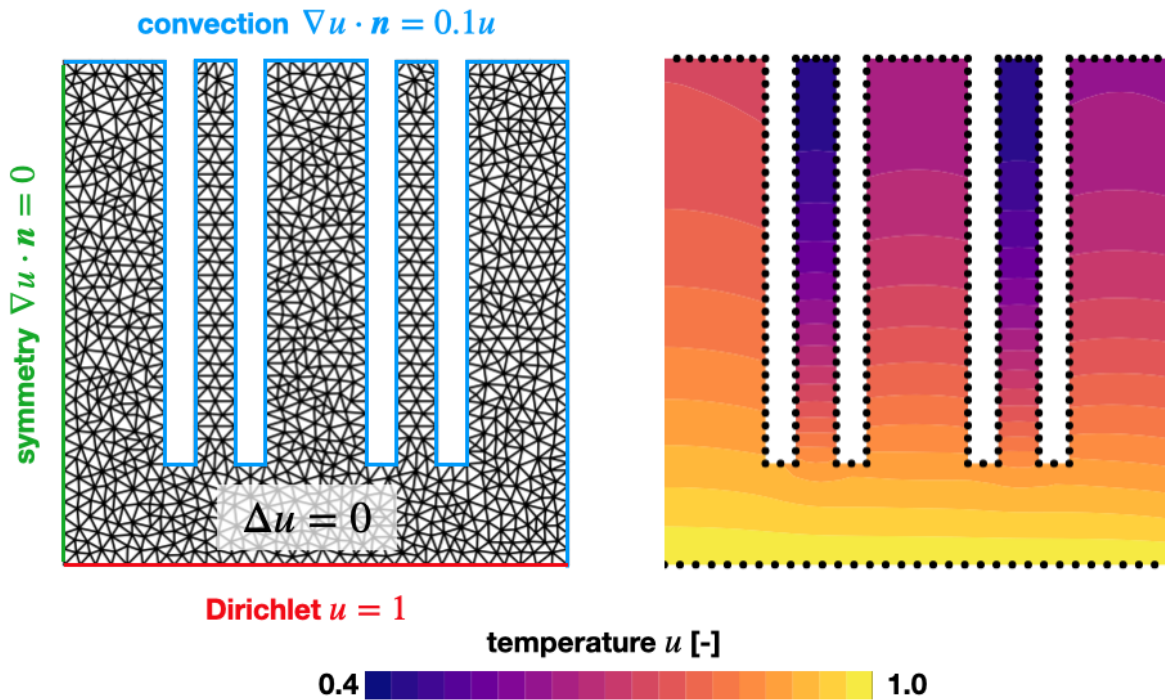 convection ∇u · n = 0.1u
symmetry ∇u · n = 0
Δu = 0
Dirichlet u = 1
temperature u [-]
0.4 1.0